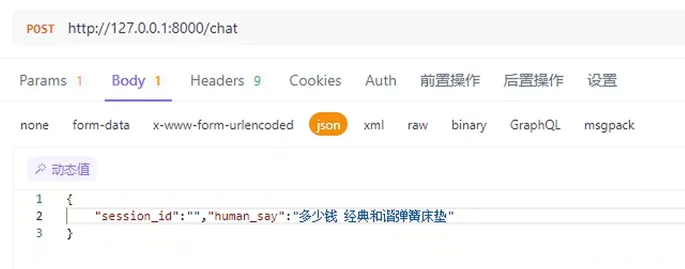 POST http://127.0.0.1:8000/chat
Params 1 Body 1 Headers 9 Cookies Auth 前置操作 后置操作 设置
none form-data x-www-form-urlencoded json xml raw binary GraphQL msgpack
动态值
1 {
2 "session_id":"","human_say":"多少钱 经典和谐弹簧床垫"
3 }